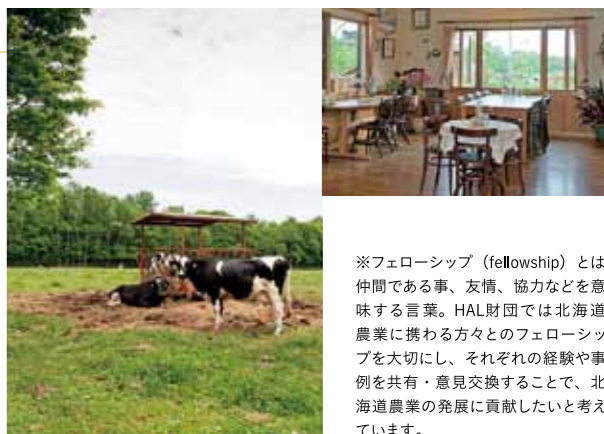 ※フェローシップ（fellowship）とは
仲間である事、友情、協力などを意
味する言葉。HAL財団では北海道
農業に携わる方々とのフェローシッ
プを大切にし、それぞれの経験や事
例を共有・意見交換することで、北
海道農業の発展に貢献したいと考え
ています。